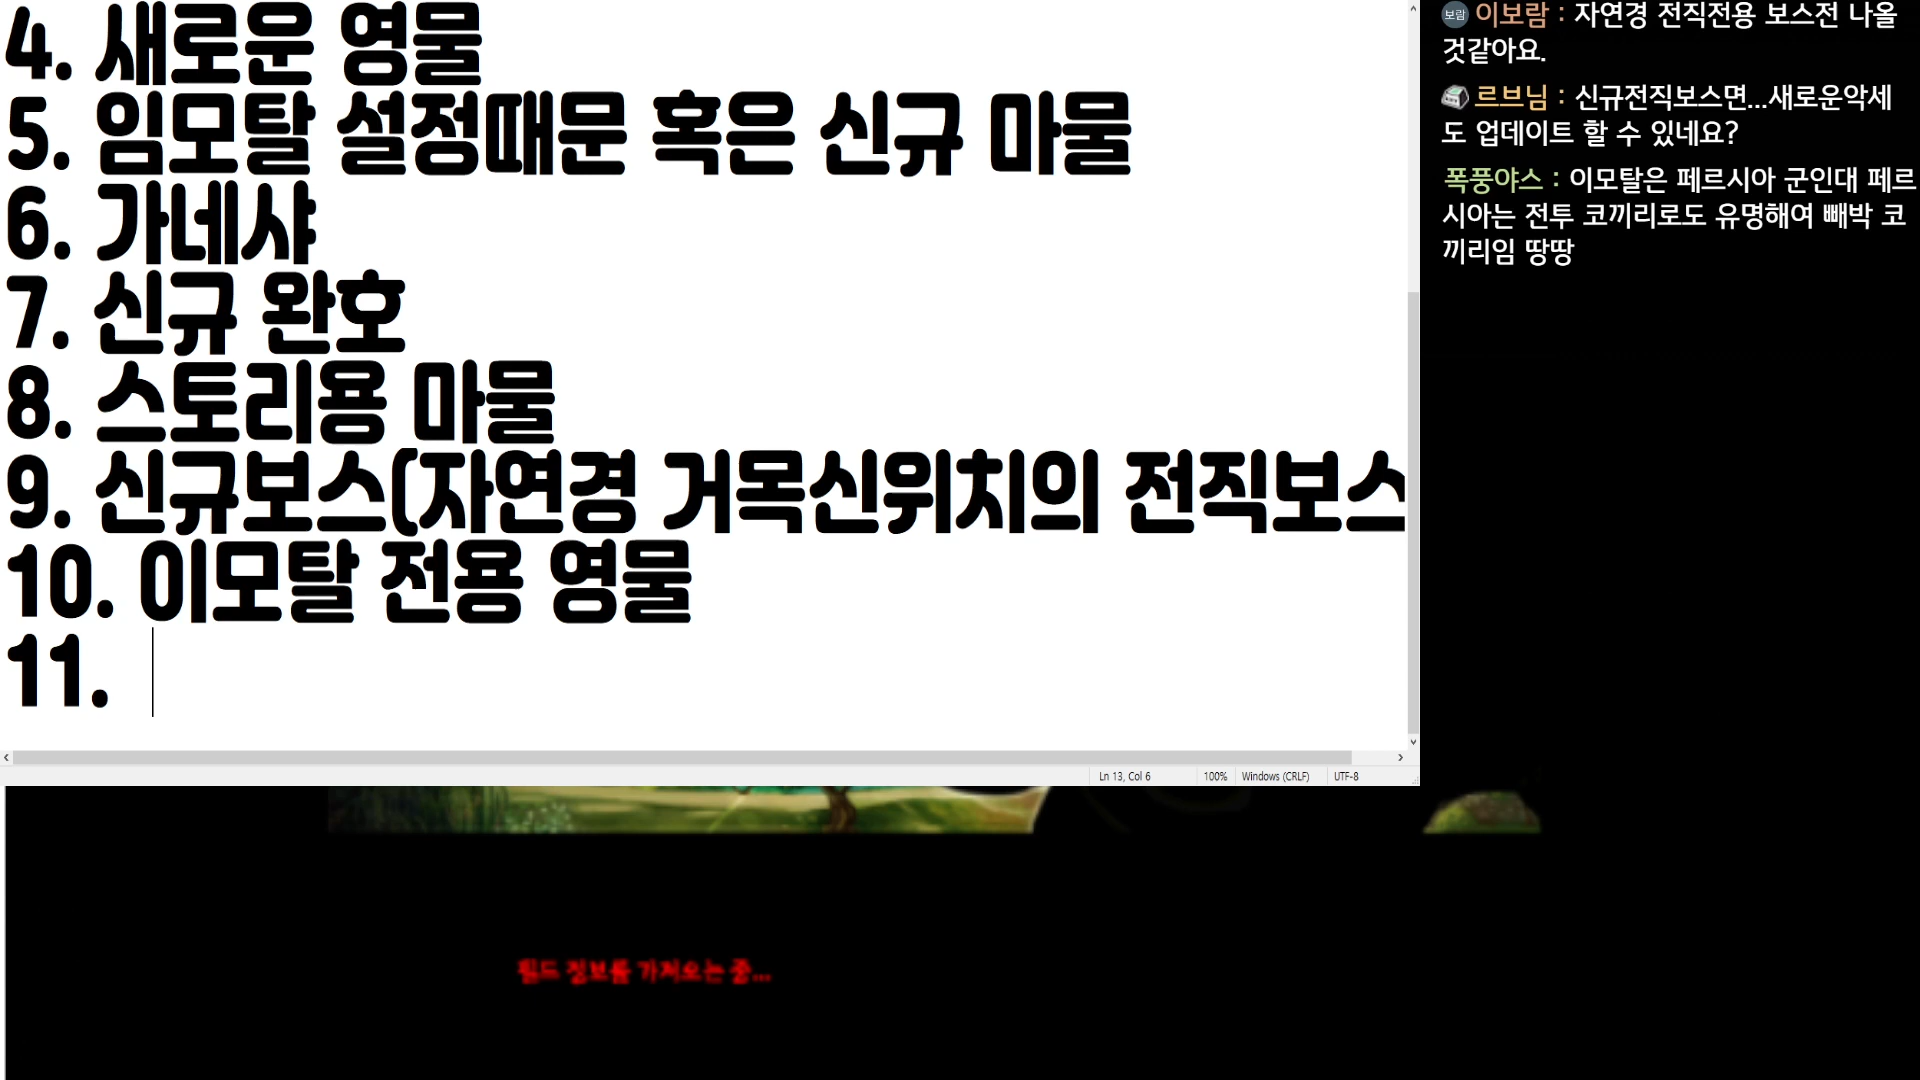 4. 새로운 영물
5. 임모탈 설정때문 혹은 신규 마물
6. 가네샤
7. 신규 완호
8. 스토리용 마물
9. 신규보스(자연경 거목신위치의 전직보스
10. 이모탈 전용 영물
11.
Ln 13, Col 6
100%
Windows (CRLF)
UTF-8
보람 이보람 : 자연경 전직전용 보스전 나올
것같아요.
르브님 : 신규전직보스면...새로운악세
도 업데이트 할 수 있네요?
폭풍야스 : 이모탈은 페르시아 군인대 페르
시아는 전투 코끼리로도 유명해여 빼박 코
끼리임 땅땅
필드 정보를 가져오는 중...